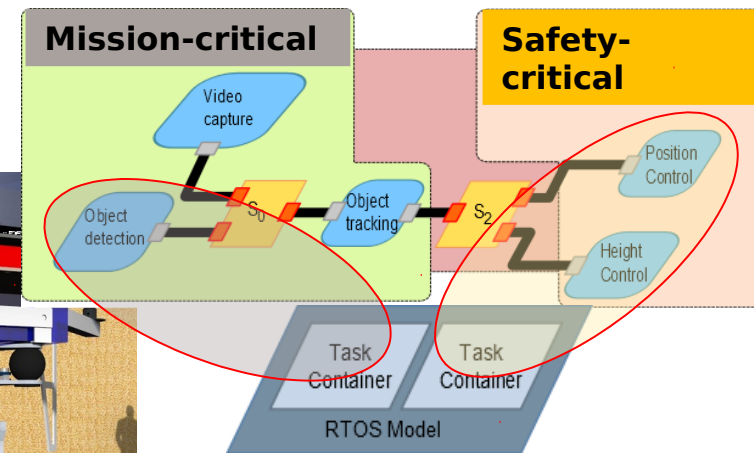 Mission-critical
Safety-
critical
Video
capture
Position
Control
Object
detection
S0
Object
tracking
S2
Height
Control
Task
Container
Task
Container
RTOS Model